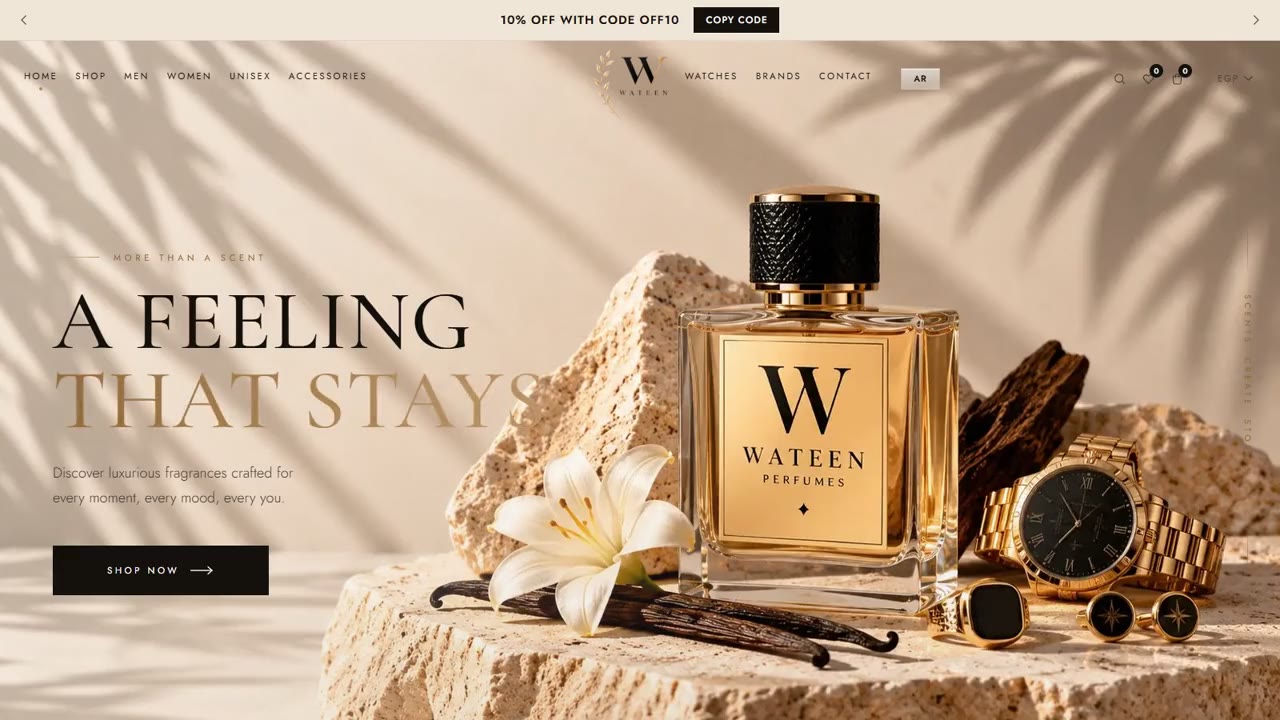 10% OFF WITH CODE OFF10 COPY CODE
HOME SHOP MEN WOMEN UNISEX ACCESSORIES
W
WATEEN
WATCHES BRANDS CONTACT AR
0 0 EGP
MORE THAN A SCENT
A FEELING
THAT STAYS
Discover luxurious fragrances crafted for
every moment, every mood, every you.
SHOP NOW
W
WATEEN
PERFUMES
SCENTS CREATE